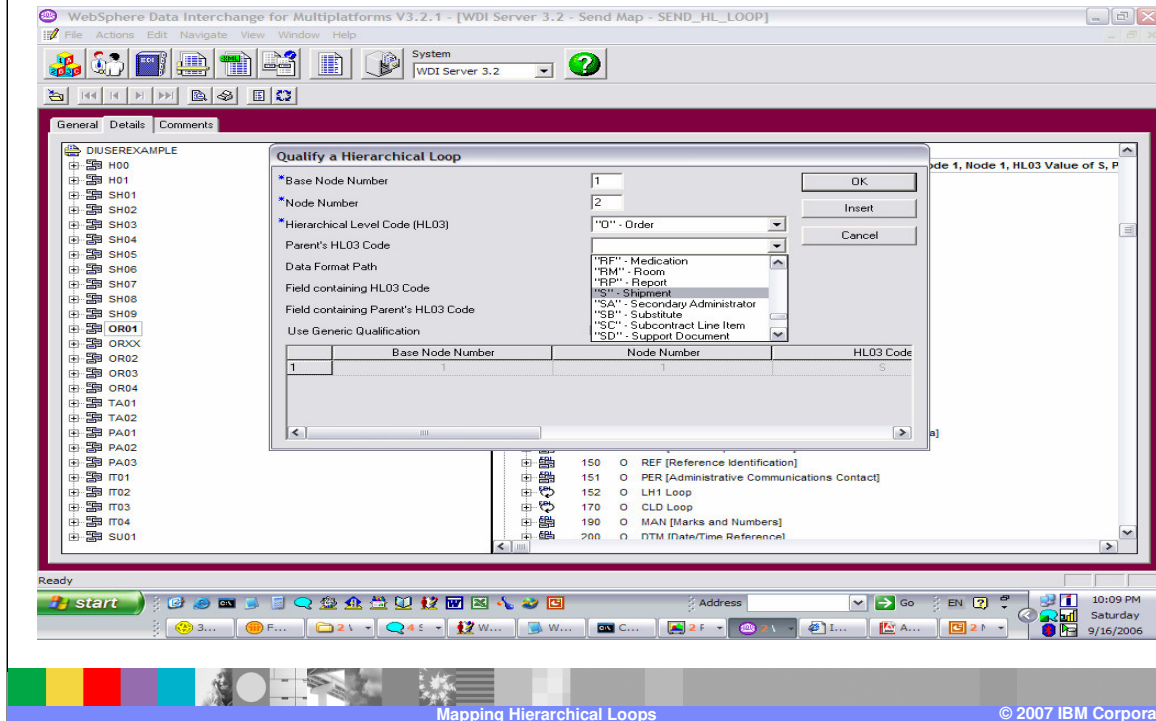 WebSphere Data Interchange for Multiplatforms V3.2.1 - [WDI Server 3.2 - Send Map - SEND_HL_LOOP]
File Actions Edit Navigate View Window Help
System
WDI Server 3.2
General Details Comments
DIUSEREXAMPLE
H00
H01
SH01
SH02
SH03
SH04
SH05
SH06
SH07
SH08
SH09
OR01
ORXX
OR02
OR03
OR04
TA01
TA02
PA01
PA02
PA03
IT01
IT02
IT03
IT04
SU01
ode 1, Node 1, HL03 Value of S, P
Qualify a Hierarchical Loop
*Base Node Number 1
*Node Number 2
*Hierarchical Level Code (HL03) "O" - Order
Parent's HL03 Code
Data Format Path
Field containing HL03 Code
Field containing Parent's HL03 Code
Use Generic Qualification
OK
Insert
Cancel
"RF" - Medication
"RM" - Room
"RP" - Report
"S" - Shipment
"SA" - Secondary Administrator
"SB" - Substitute
"SC" - Subcontract Line Item
"SD" - Support Document
Base Node Number Node Number HL03 Code
1 1 1 S
a]
150 O REF [Reference Identification]
151 O PER [Administrative Communications Contact]
152 O LH1 Loop
170 O CLD Loop
190 O MAN [Marks and Numbers]
200 O DTM [Date/Time Reference]
Ready
start
Address
Go
EN
10:09 PM
Saturday
9/16/2006
3...
F...
2 \
4 S
W...
W...
C...
2 F
2 \
I...
A...
2 M
Mapping Hierarchical Loops
© 2007 IBM Corpora